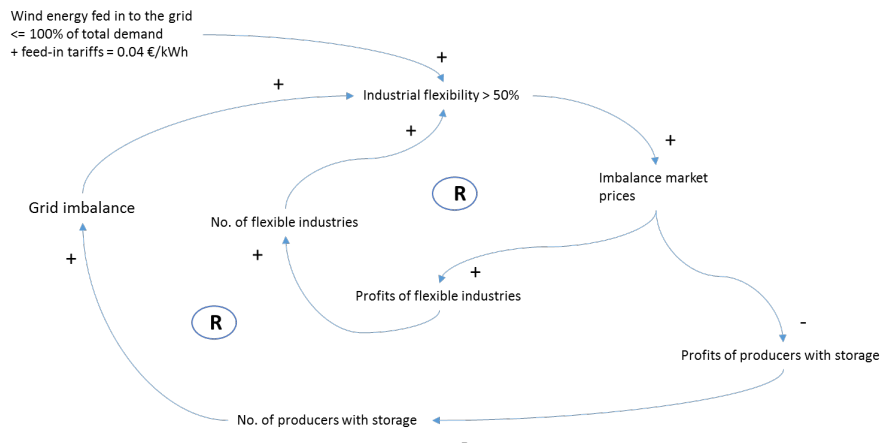 Wind energy fed in to the grid
<= 100% of total demand
+ feed-in tariffs = 0.04 €/kWh
+
+
Industrial flexibility > 50%
+
+
Imbalance market
prices
R
Grid imbalance
No. of flexible industries
+
+
+
Profits of flexible industries
R
-
Profits of producers with storage
No. of producers with storage